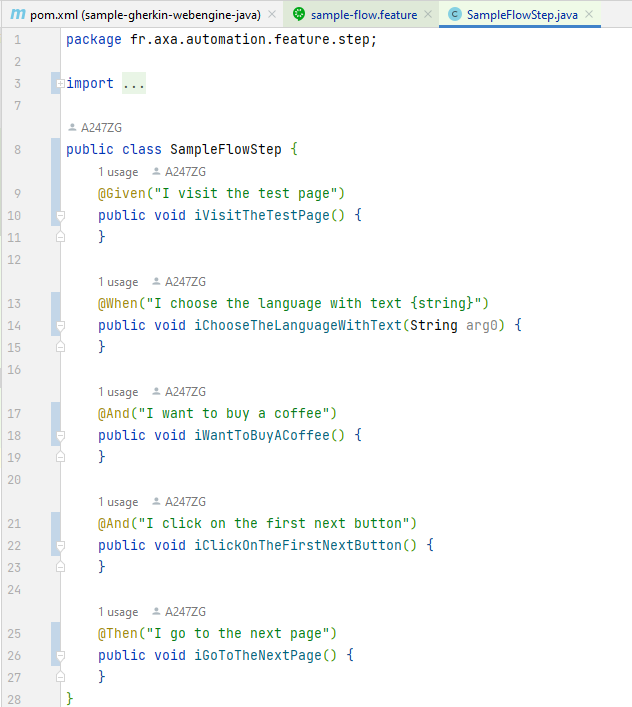 pom.xml (sample-gherkin-webengine-java) sample-flow.feature SampleFlowStep.java
1 package fr.axa.automation.feature.step;
2
3 import ...
7
A247ZG
8 public class SampleFlowStep {
1 usage A247ZG
9 @Given("I visit the test page")
10 public void iVisitTheTestPage() {
11 }
12
1 usage A247ZG
13 @When("I choose the language with text {string}")
14 public void iChooseTheLanguageWithText(String arg0) {
15 }
16
1 usage A247ZG
17 @And("I want to buy a coffee")
18 public void iWantToBuyACoffee() {
19 }
20
1 usage A247ZG
21 @And("I click on the first next button")
22 public void iClickOnTheFirstNextButton() {
23 }
24
1 usage A247ZG
25 @Then("I go to the next page")
26 public void iGoToTheNextPage() {
27 }
28 }